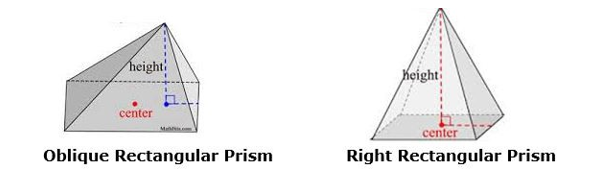 height
center
MathBits.com
Oblique Rectangular Prism
height
center
Right Rectangular Prism